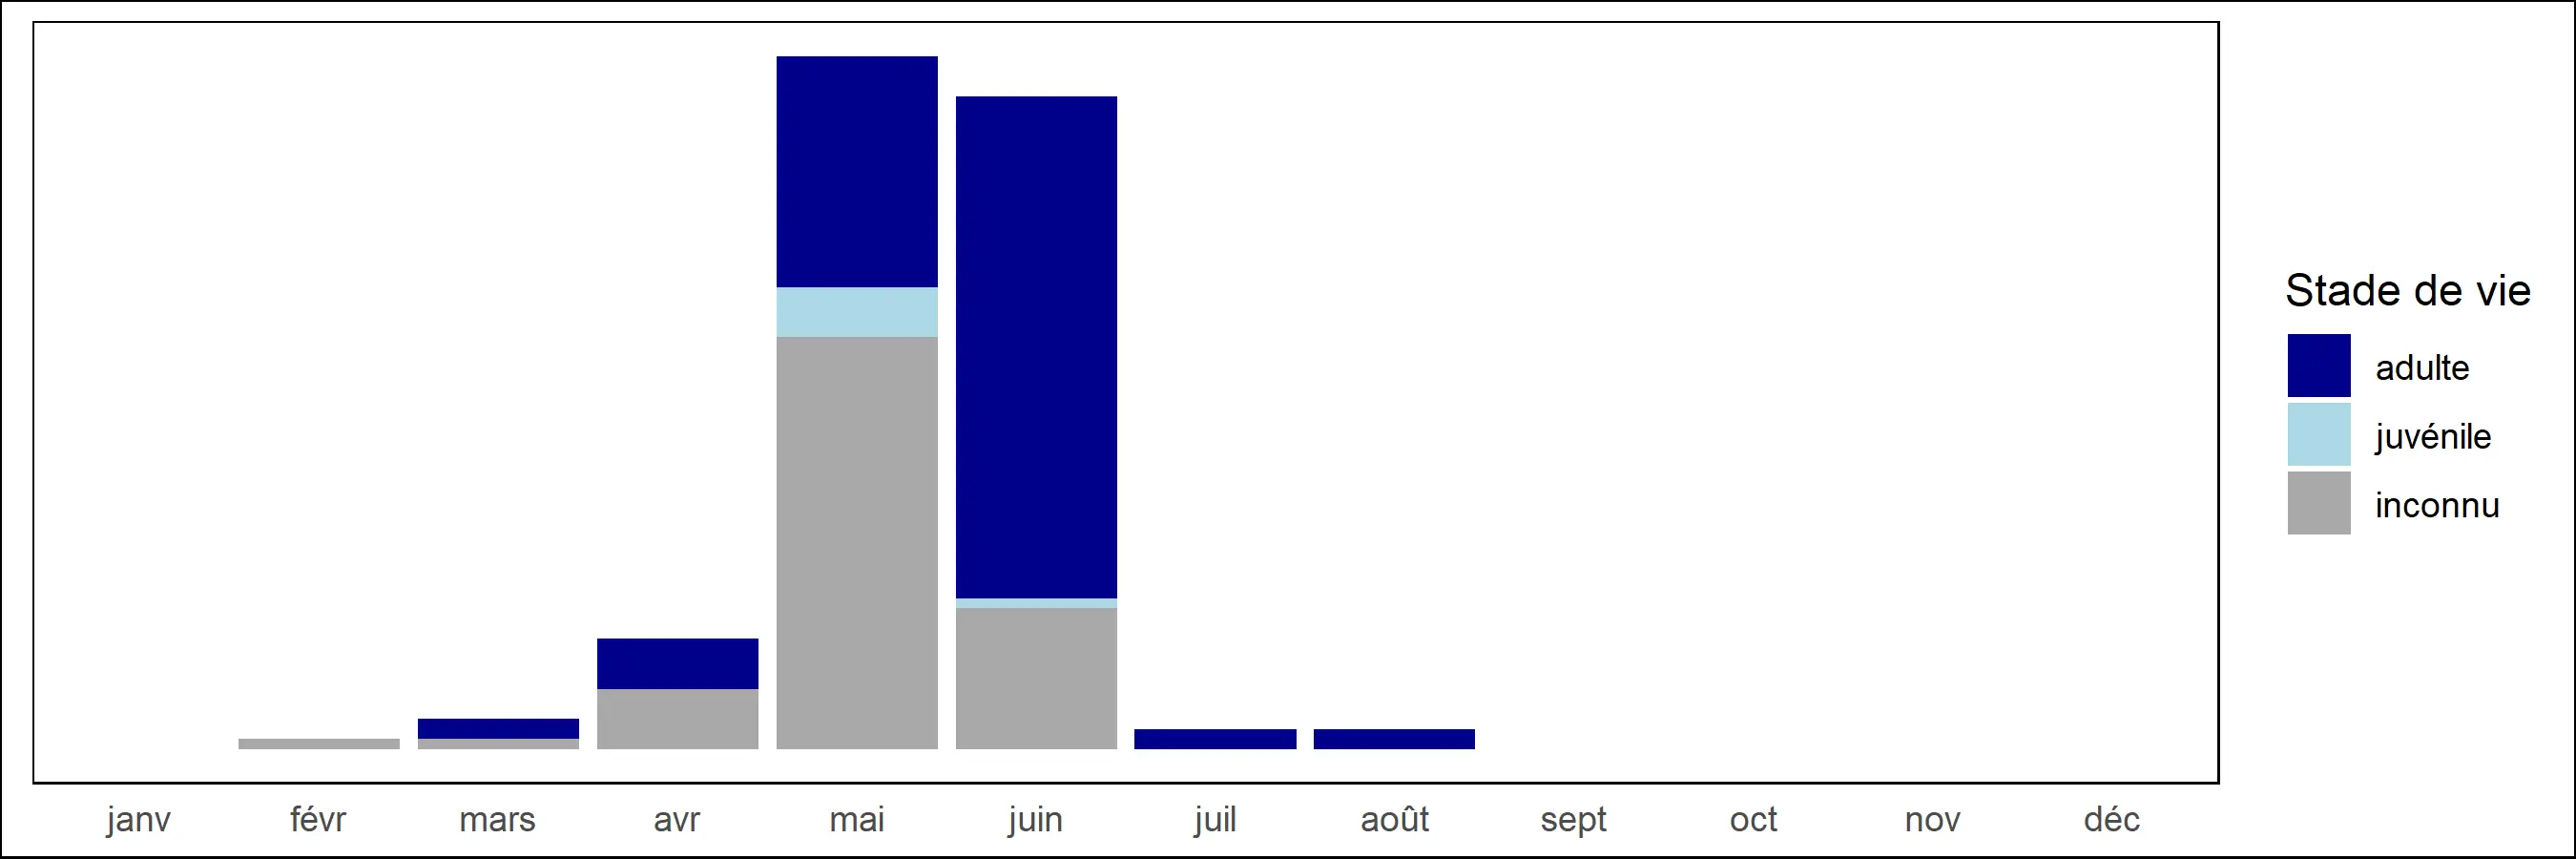 Stade de vie
adulte
juvénile
inconnu
janv févr mars avr mai juin juil août sept oct nov déc